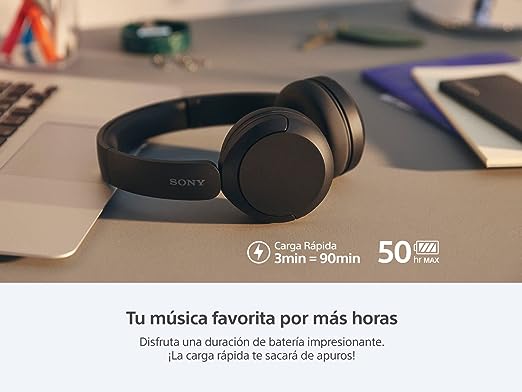 SONY
Carga Rápida
3min = 90min
50
hr MAX
Tu música favorita por más horas
Disfruta una duración de batería impresionante.
¡La carga rápida te sacará de apuros!